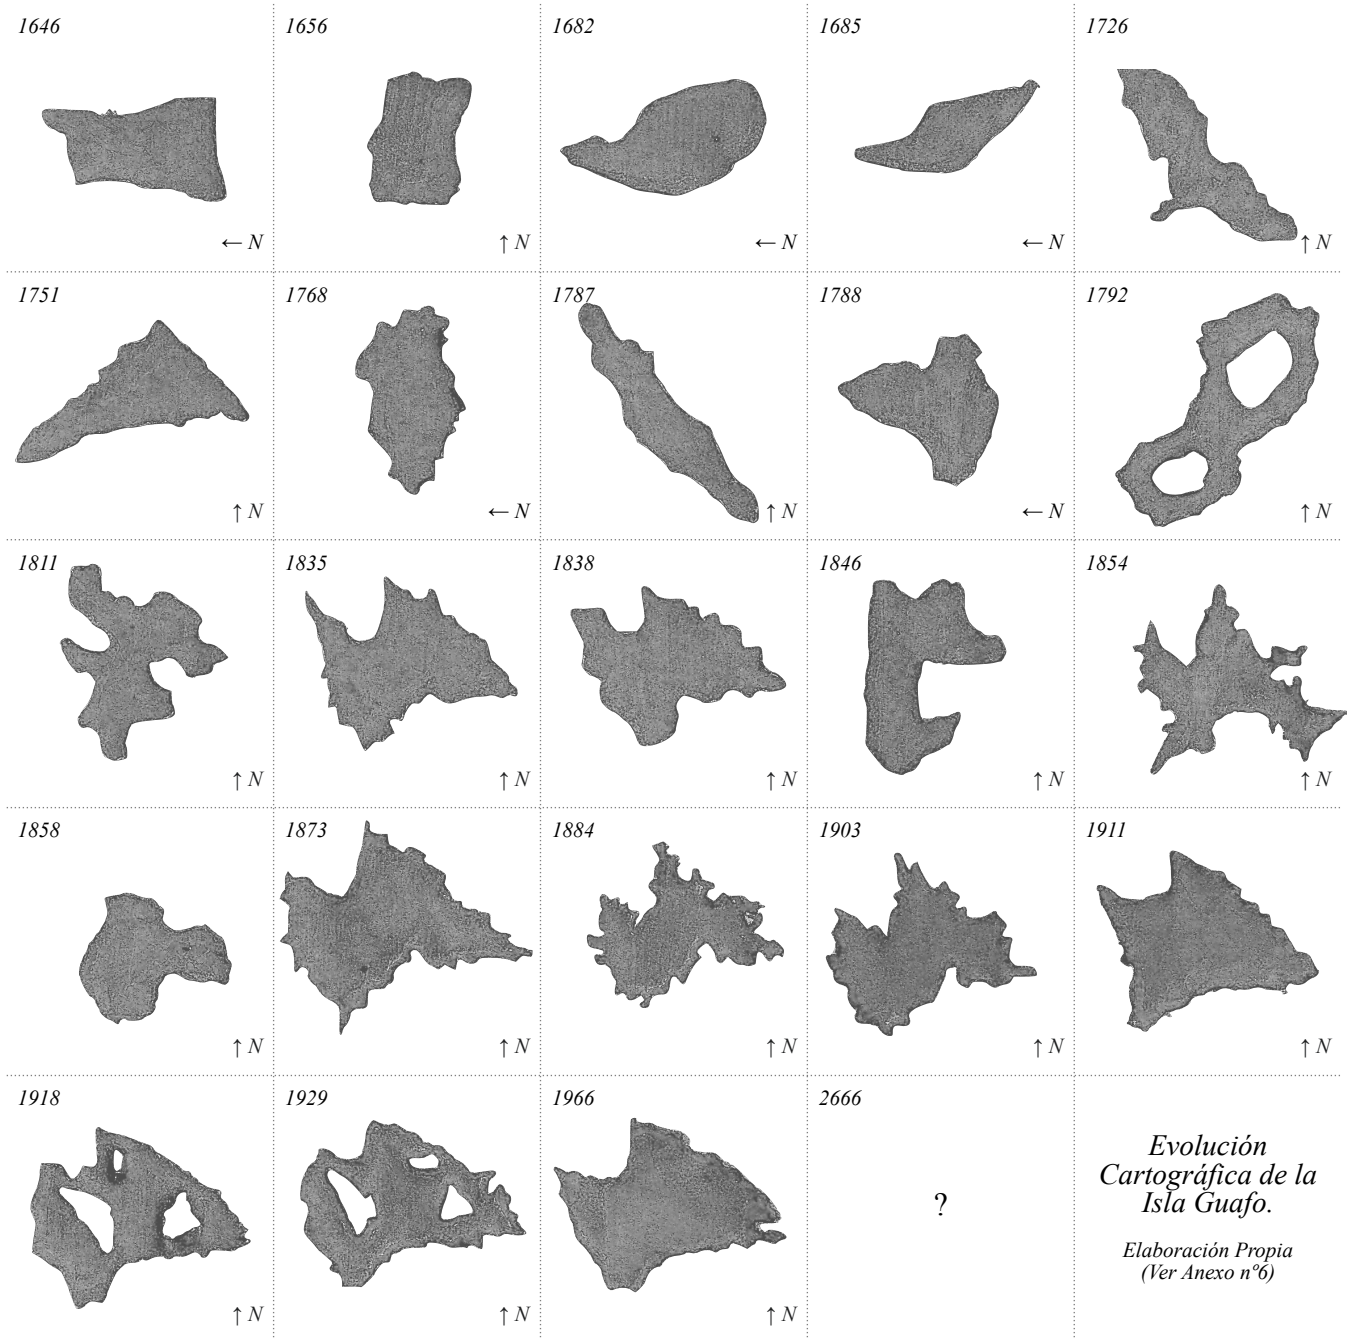 1646
1656
1682
1685
1726
← N
↑ N
← N
← N
↑ N
1751
1768
1787
1788
1792
↑ N
← N
↑ N
← N
↑ N
1811
1835
1838
1846
1854
↑ N
↑ N
↑ N
↑ N
↑ N
1858
1873
1884
1903
1911
↑ N
↑ N
↑ N
↑ N
↑ N
1918
1929
1966
2666
?
Evolución
Cartográfica de la
Isla Guafo.
Elaboración Propia
(Ver Anexo nº6)
↑ N
↑ N
↑ N